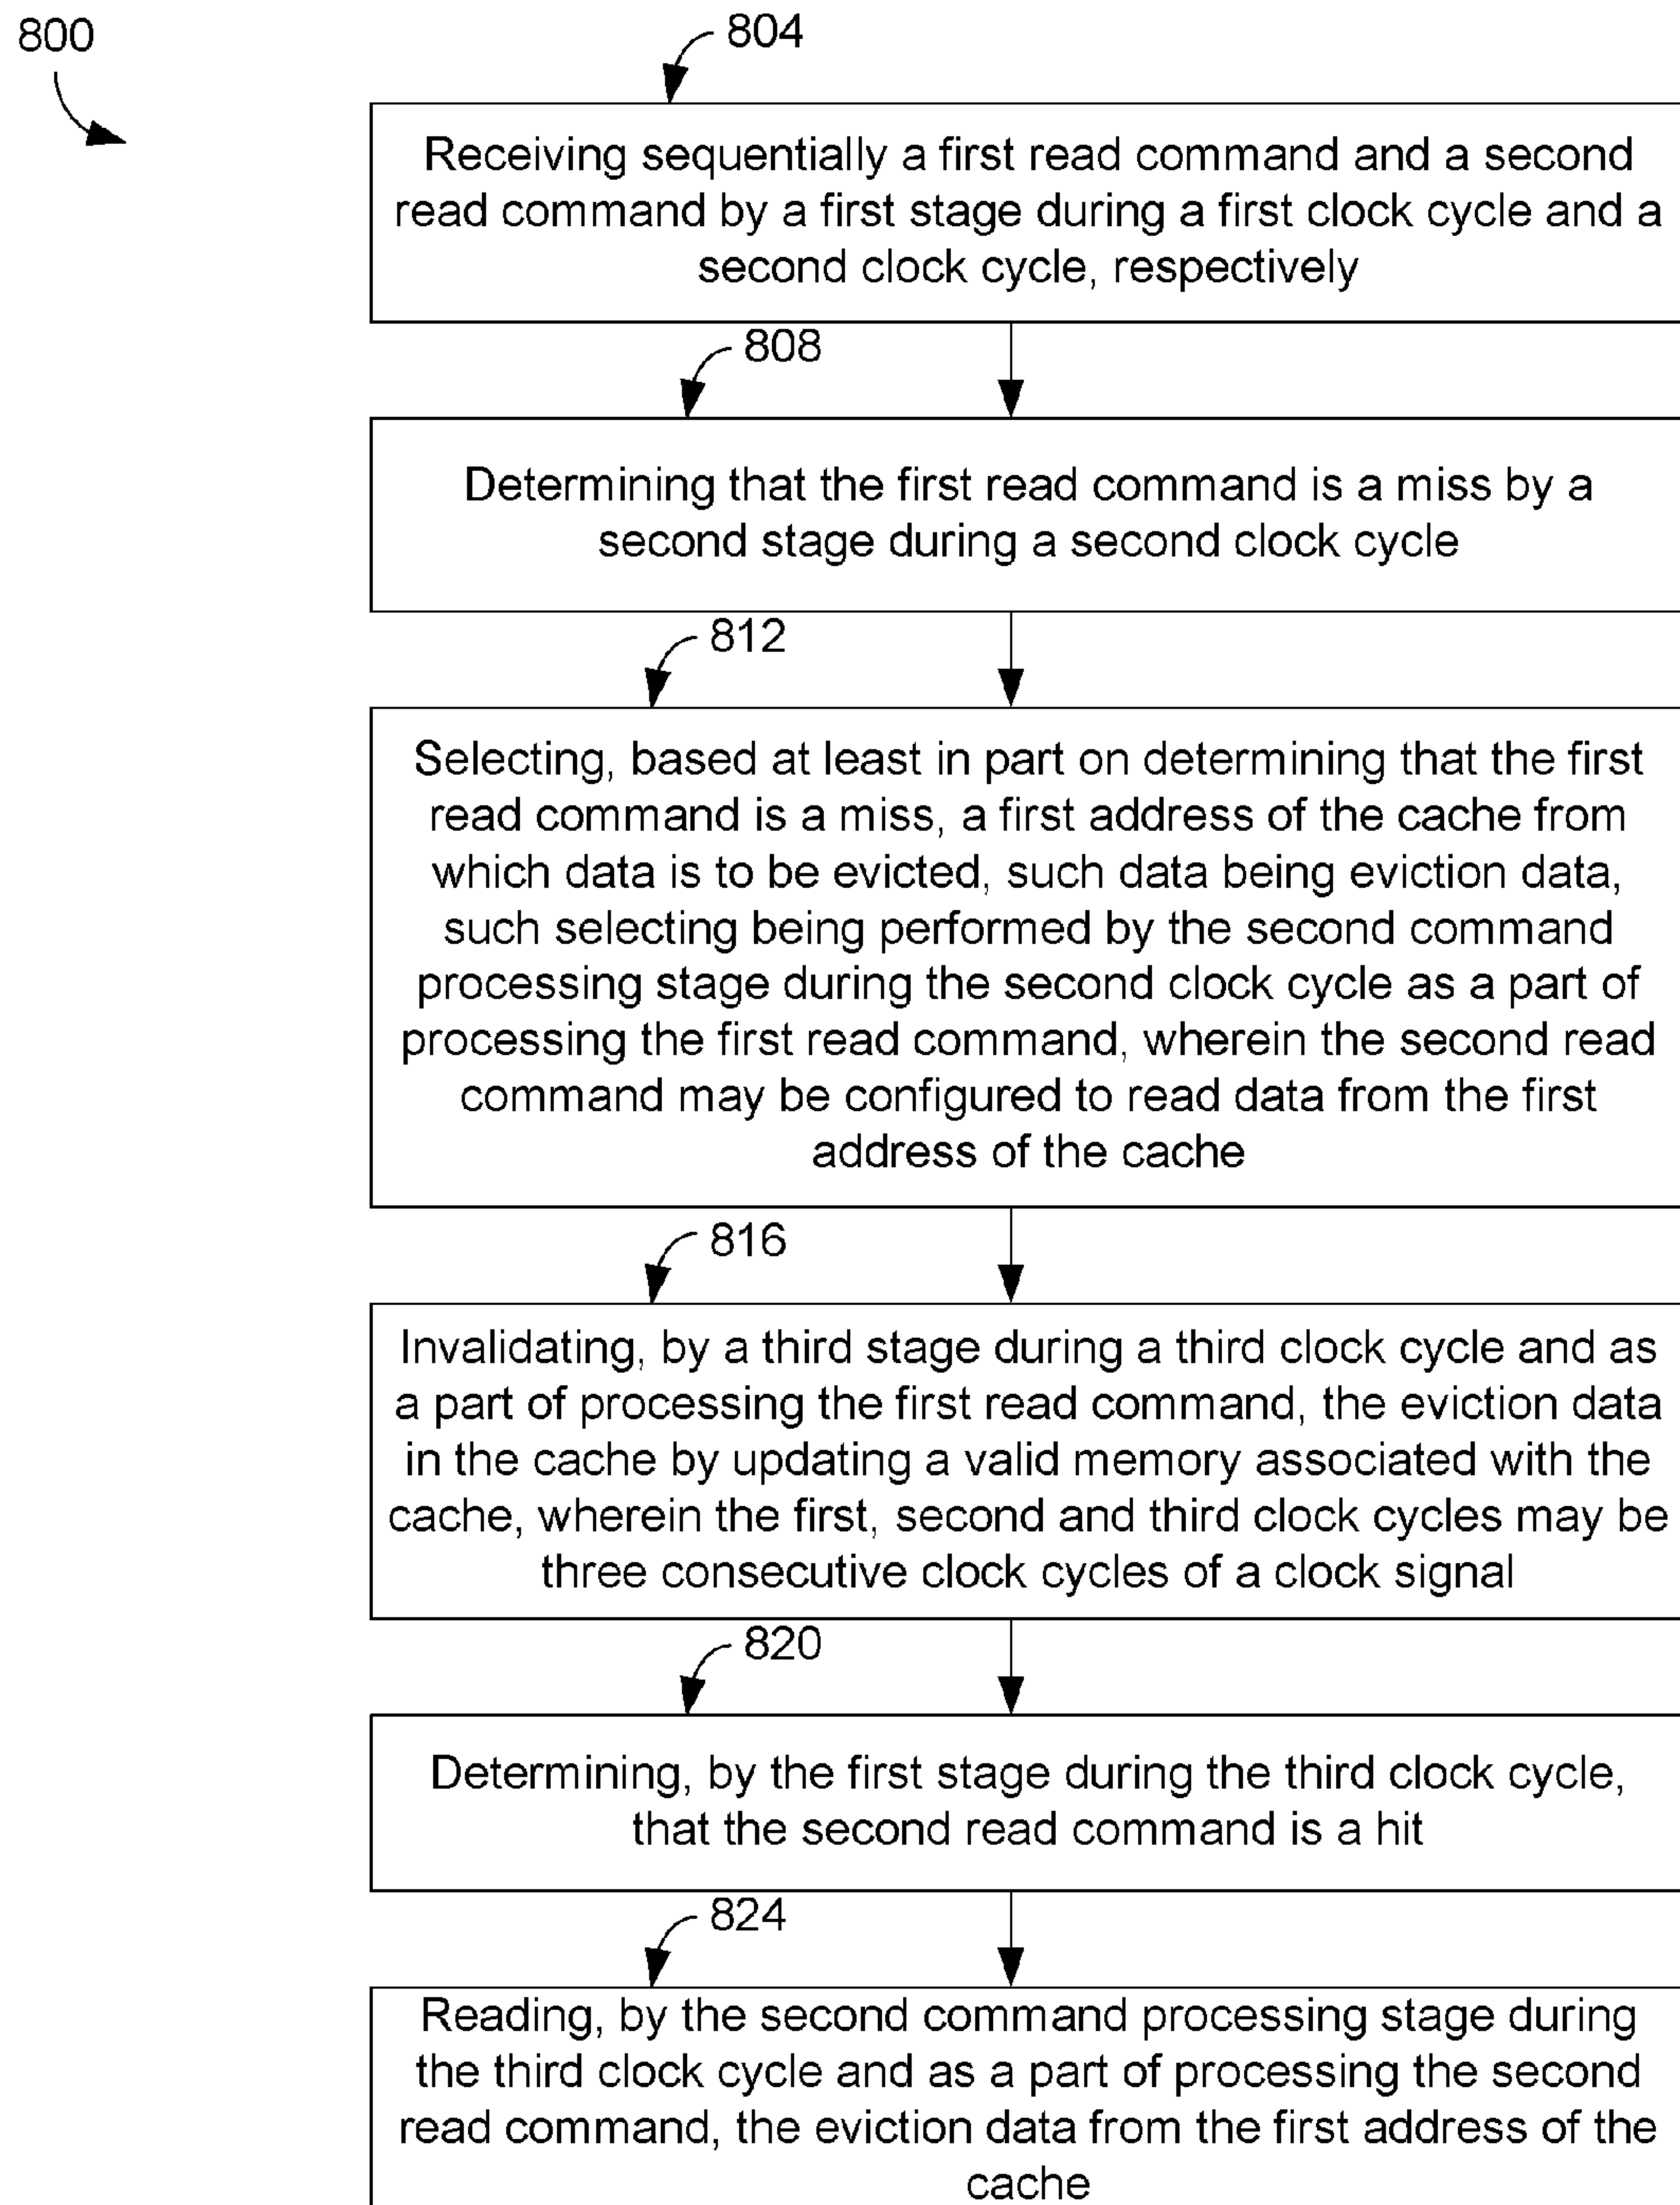 800
804
Receiving sequentially a first read command and a second
read command by a first stage during a first clock cycle and a
second clock cycle, respectively
808
Determining that the first read command is a miss by a
second stage during a second clock cycle
812
Selecting, based at least in part on determining that the first
read command is a miss, a first address of the cache from
which data is to be evicted, such data being eviction data,
such selecting being performed by the second command
processing stage during the second clock cycle as a part of
processing the first read command, wherein the second read
command may be configured to read data from the first
address of the cache
816
Invalidating, by a third stage during a third clock cycle and as
a part of processing the first read command, the eviction data
in the cache by updating a valid memory associated with the
cache, wherein the first, second and third clock cycles may be
three consecutive clock cycles of a clock signal
820
Determining, by the first stage during the third clock cycle,
that the second read command is a hit
824
Reading, by the second command processing stage during
the third clock cycle and as a part of processing the second
read command, the eviction data from the first address of the
cache